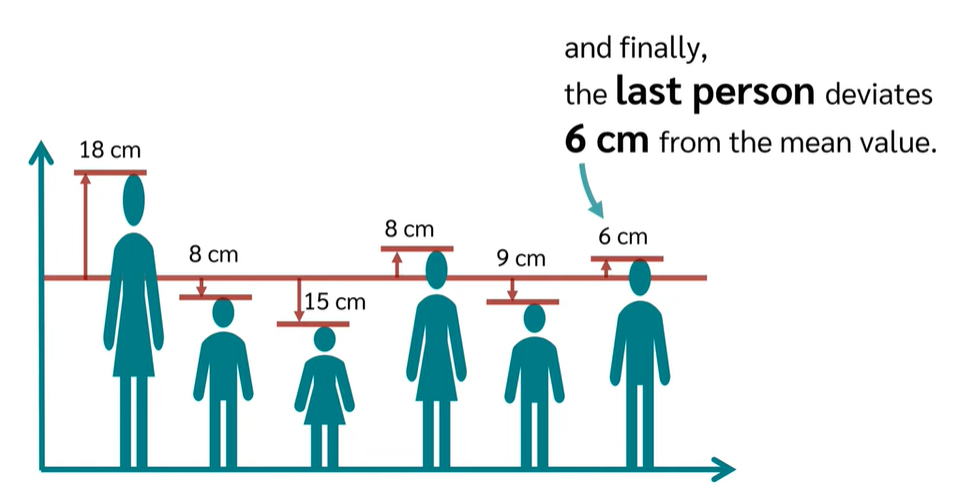 and finally,
the last person deviates
6 cm from the mean value.
18 cm
8 cm
15 cm
8 cm
9 cm
6 cm